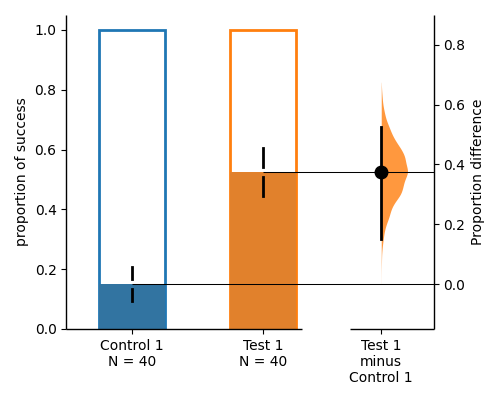 proportion of success
1.0
0.8
0.6
0.4
0.2
0.0
Control 1
N = 40
Test 1
N = 40
Test 1
minus
Control 1
0.8
0.6
0.4
0.2
0.0
Proportion difference